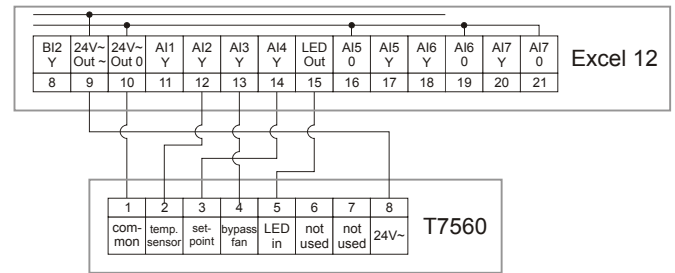 BI2 24V~ 24V~ AI1 AI2 AI3 AI4 LED AI5 AI5 AI6 AI6 AI7 AI7
Y Out ~ Out 0 Y Y Y Y Out 0 Y Y 0 Y 0
Excel 12
8 9 10 11 12 13 14 15 16 17 18 19 20 21
1 2 3 4 5 6 7 8
com- temp. set- bypass LED not not 24V~
mon sensor point fan in used used
T7560